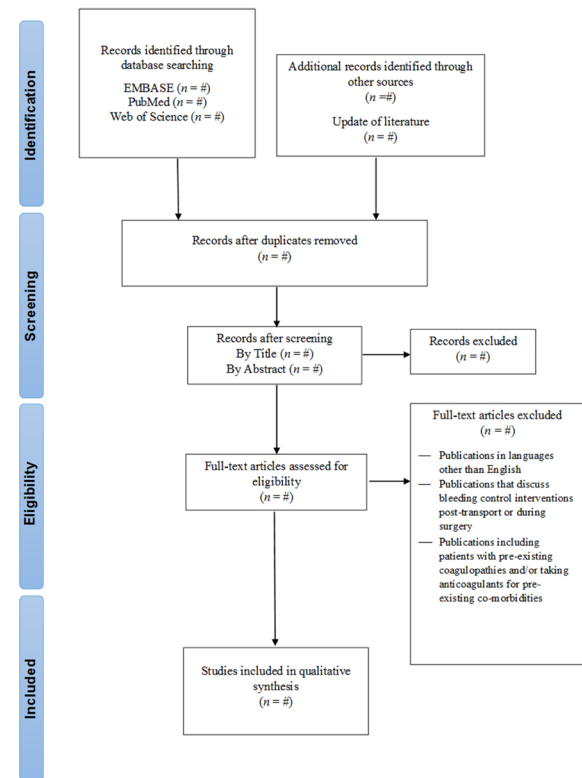 Identification
Records identified through
database searching
EMBASE (n = #)
PubMed (n = #)
Web of Science (n = #)
Additional records identified through
other sources
(n =#)
Update of literature
(n = #)
Screening
Records after duplicates removed
(n = #)
Records after screening
By Title (n = #)
By Abstract (n = #)
Records excluded
(n = #)
Eligibility
Full-text articles assessed for
eligibility
(n = #)
Full-text articles excluded
(n = #)
— Publications in languages
other than English
— Publications that discuss
bleeding control interventions
post-transport or during
surgery
— Publications including
patients with pre-existing
coagulopathies and/or taking
anticoagulants for pre-
existing co-morbidities
Included
Studies included in qualitative
synthesis
(n = #)